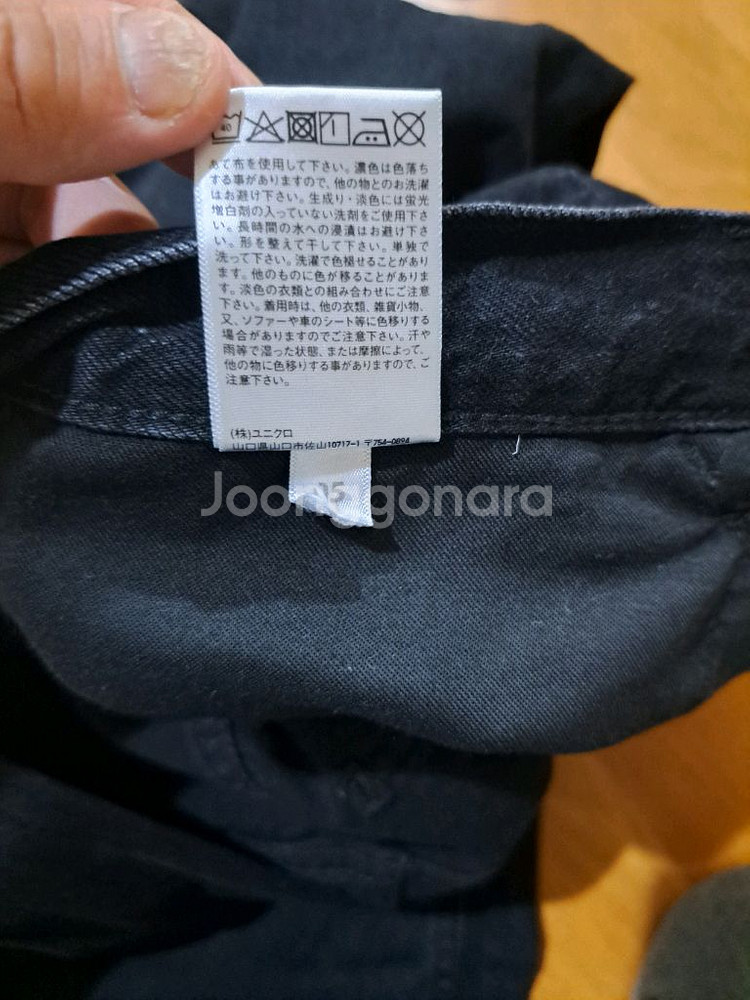 40
あて布を使用して下さい。濃色は色落ち
する事がありますので、他の物とのお洗濯
はお避け下さい。生成り・淡色には蛍光
増白剤の入っていない洗剤をご使用下さ
い。長時間の水への浸漬はお避け下さ
い。形を整えて干して下さい。単独で
洗って下さい。洗濯で色褪せることがあり
ます。他のものに色が移ることがありま
す。淡色の衣類との組み合わせにご注意
下さい。着用時は、他の衣類、雑貨小物、
又、ソファーや車のシート等に色移りする
場合がありますのでご注意下さい。汗や
雨等で湿った状態、または摩擦によって、
他の物に色移りする事がありますので、ご
注意下さい。
(株)ユニクロ
山口県山口市佐山10717-1 〒754-0894
Joonggonara